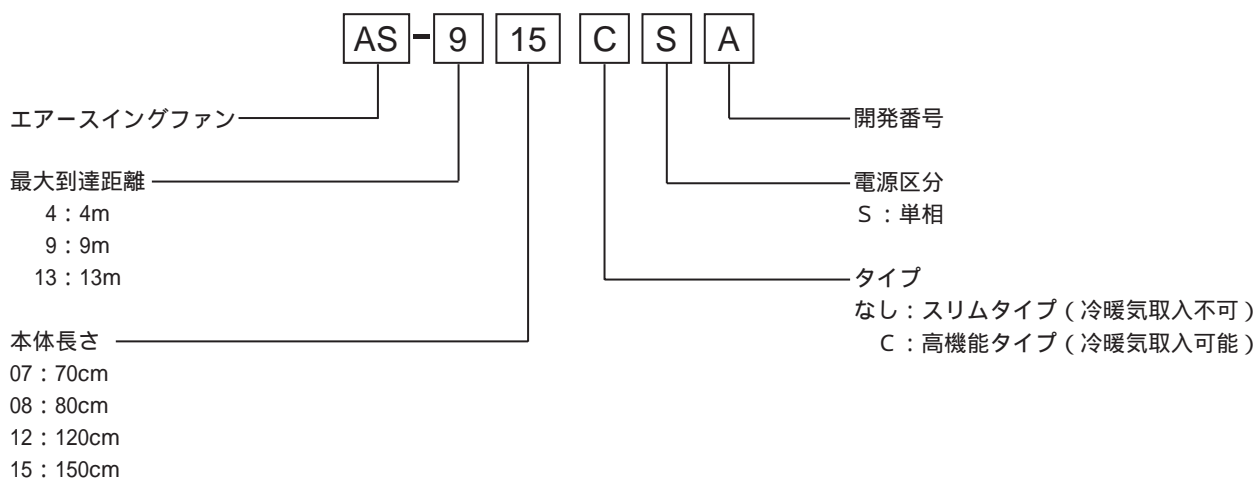 AS-9 15 C S A
エアースイングファン
最大到達距離
4：4m
9：9m
13：13m
本体長さ
07：70cm
08：80cm
12：120cm
15：150cm
開発番号
電源区分
Ｓ：単相
タイプ
なし：スリムタイプ（冷暖気取入不可）
Ｃ：高機能タイプ（冷暖気取入可能）